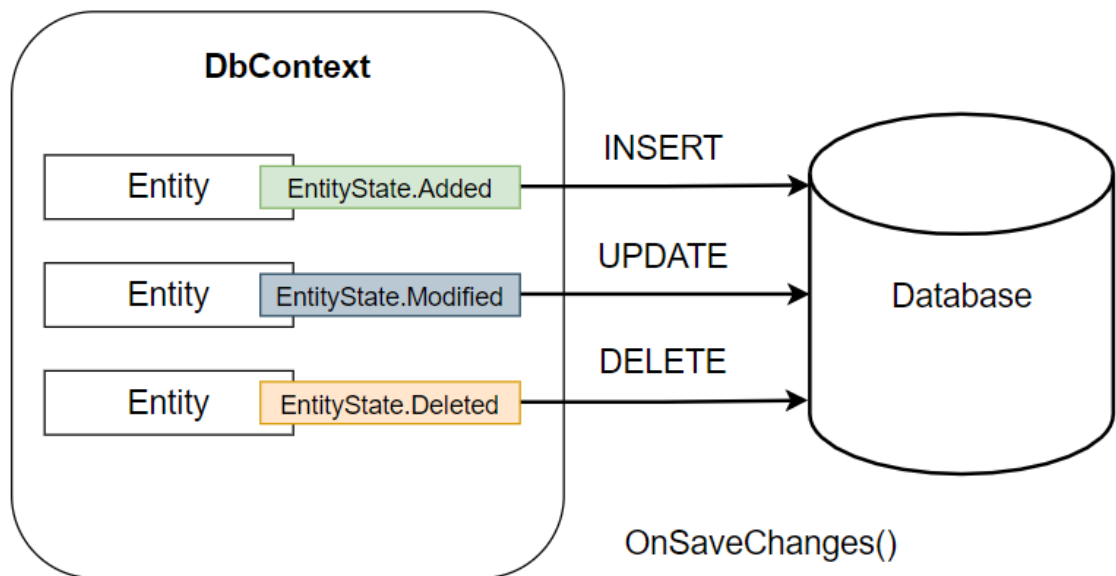 DbContext
Entity
EntityState.Added
INSERT
Entity
EntityState.Modified
UPDATE
Entity
EntityState.Deleted
DELETE
Database
OnSaveChanges()